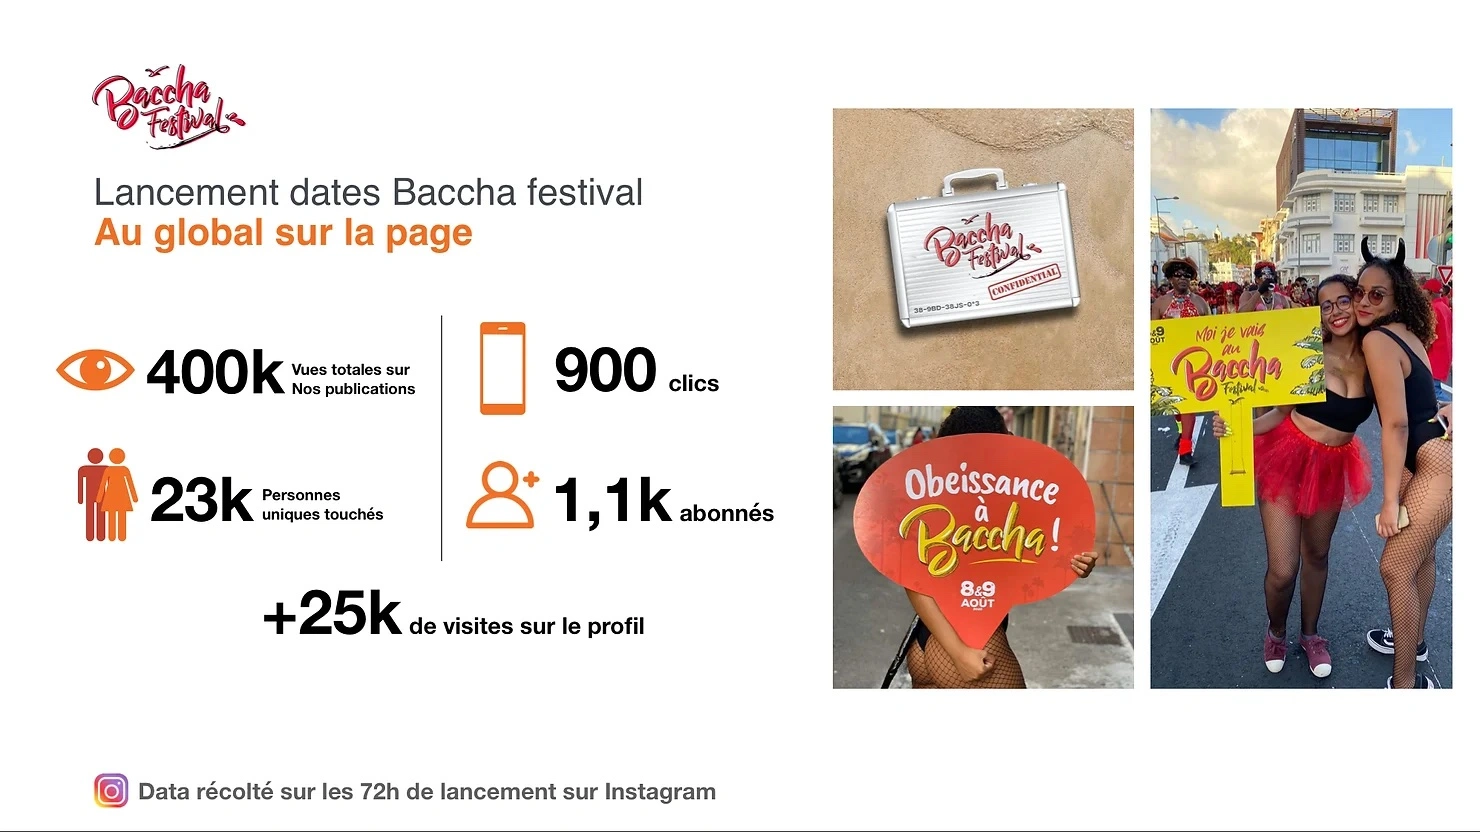 Baccha
Festival
Lancement dates Baccha festival
Au global sur la page
400k
Vues totales sur
Nos publications
900 clics
23k
Personnes
uniques touchés
1,1k abonnés
+25k de visites sur le profil
Data récolté sur les 72h de lancement sur Instagram
Baccha
Festival
CONFIDENTIAL
38-9BD-38JS-0*3
Obeissance
à
Baccha !
8&9
AOÛT
&9
OÛT
Moi je vais
au
Baccha
Festival